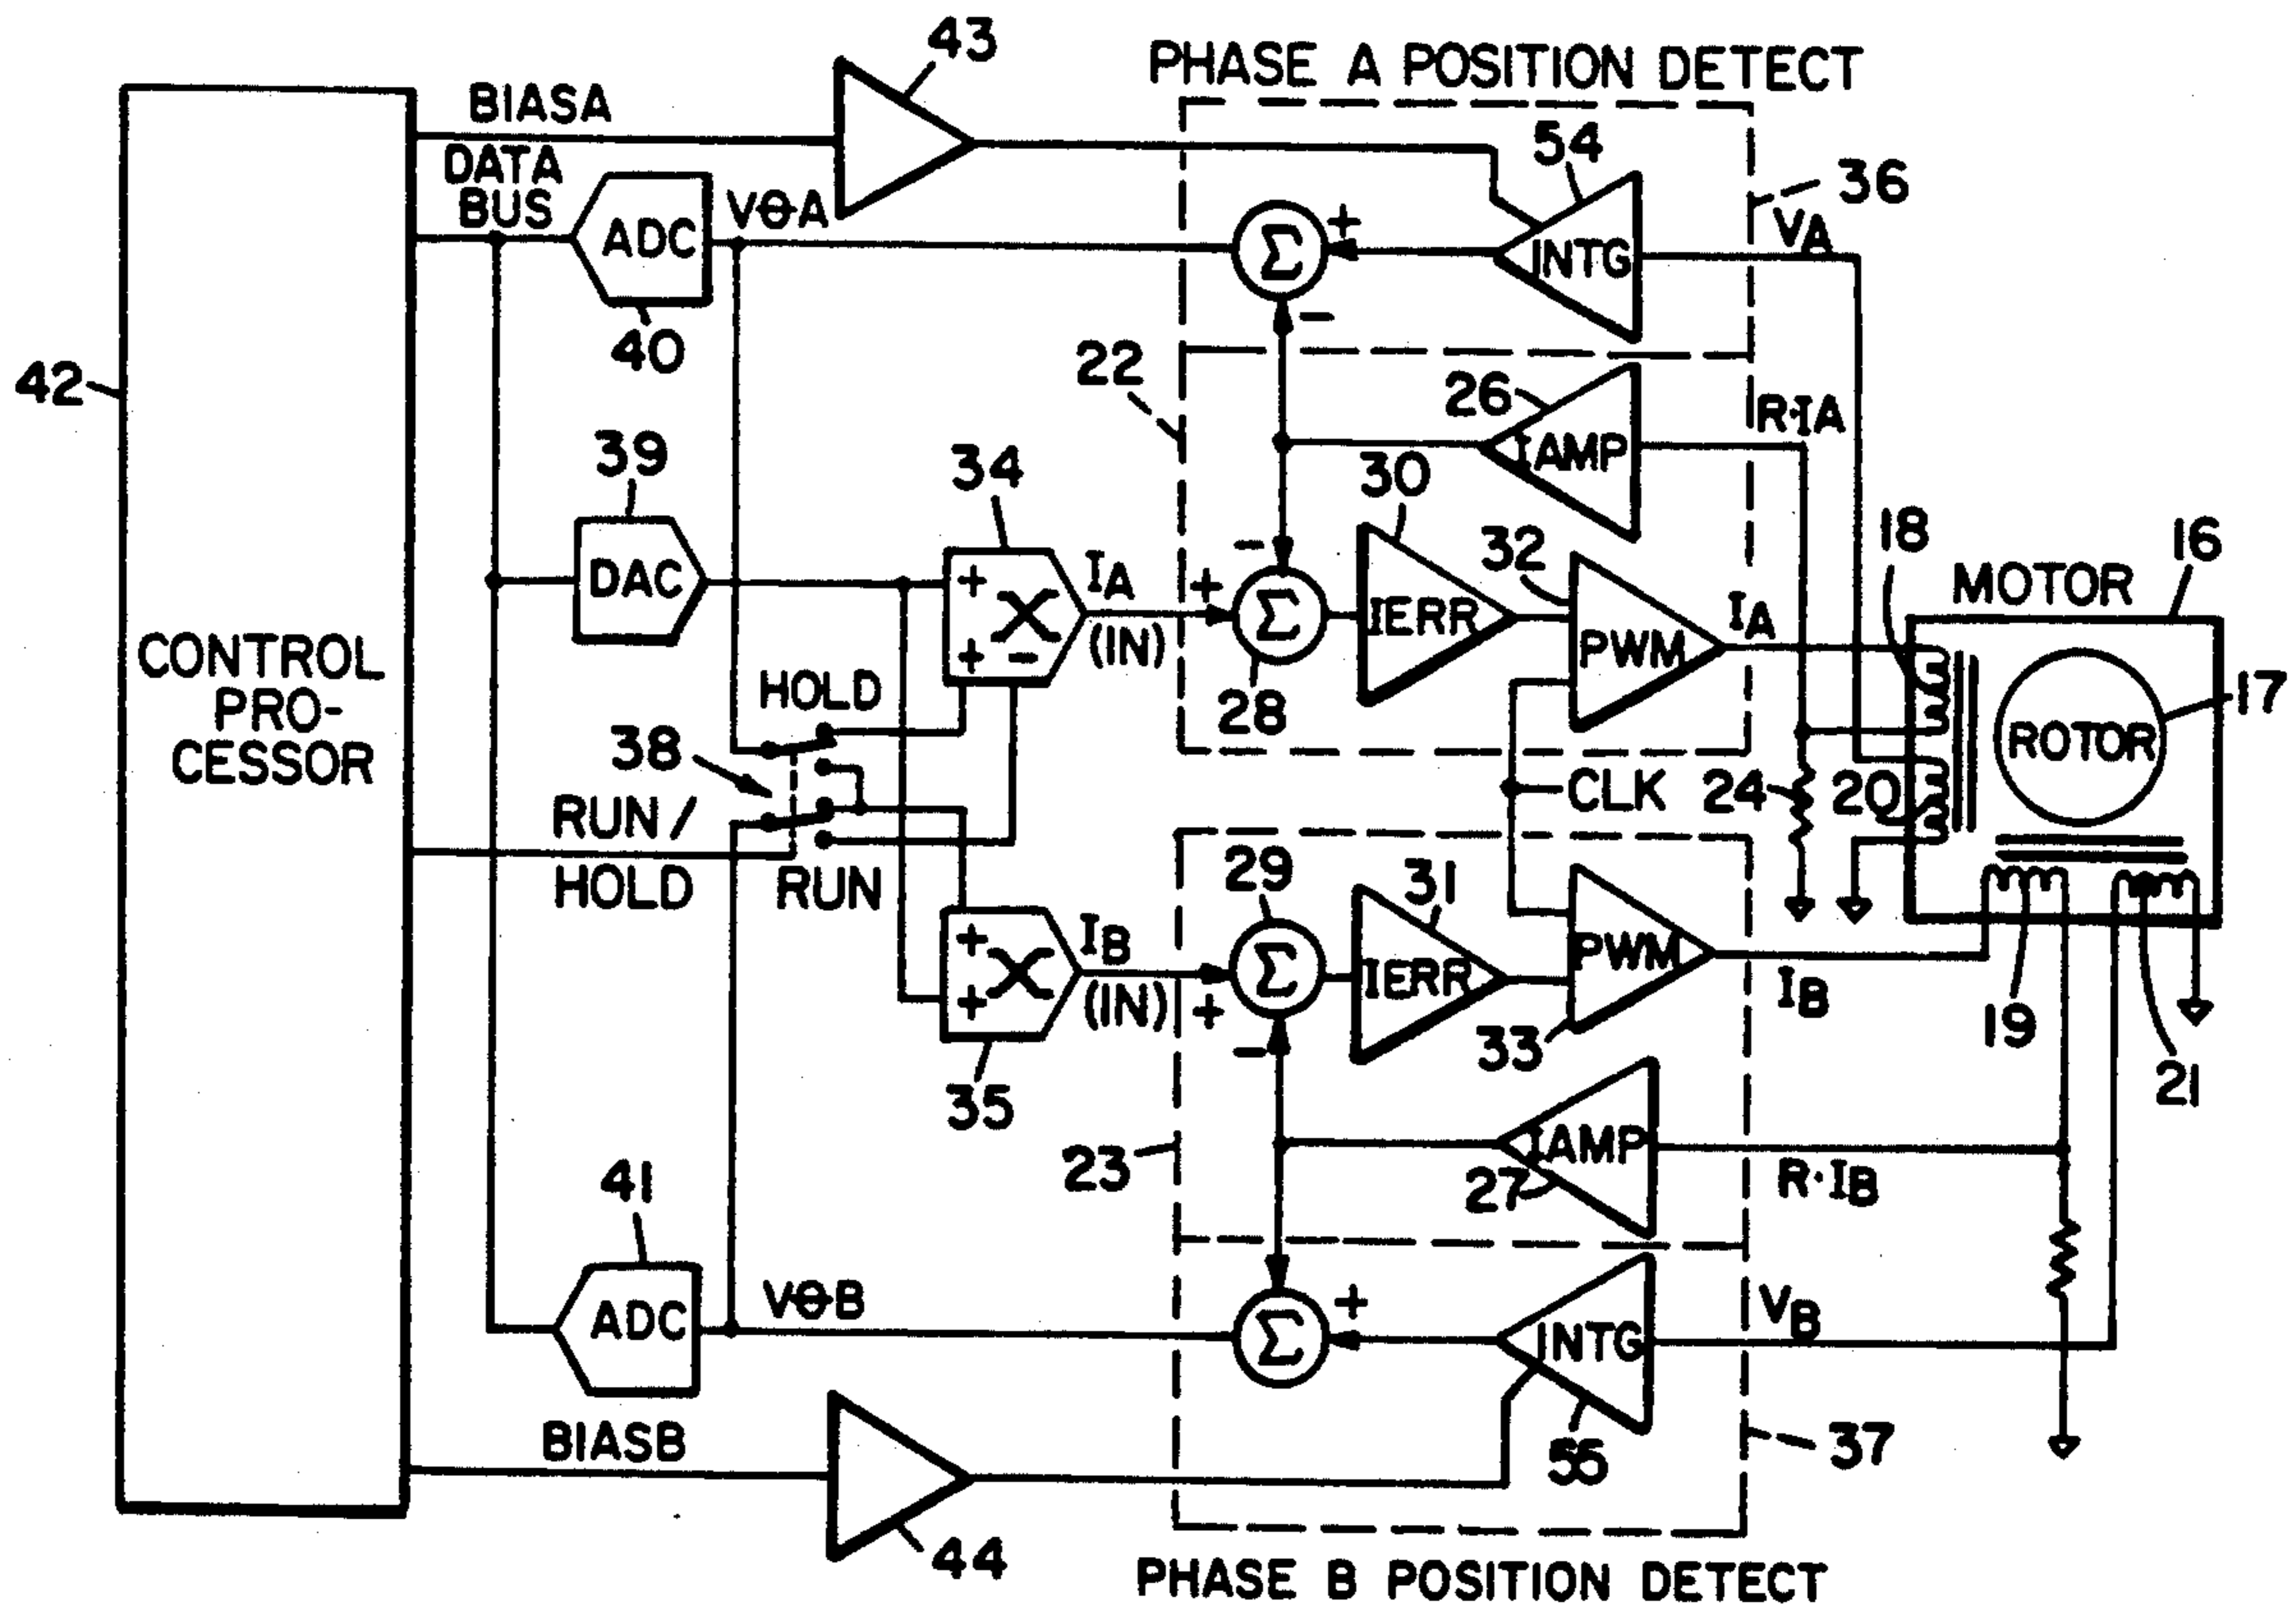 43
PHASE A POSITION DETECT
BIASA
54
DATA
BUS
ADC
VθA
+
Σ
INTG
36
VA
-
40
42
22
26
IAMP
R·IA
39
34
30
DAC
+
X
+ -
IA
(IN)
-
+
Σ
28
IERR
32
PWM
IA
18
MOTOR
16
17
ROTOR
HOLD
CONTROL
PRO-
CESSOR
38
CLK
24
20
RUN/
HOLD
RUN
29
31
+
X
+
IB
(IN)
+
Σ
-
IERR
PWM
33
IB
19
21
35
23
IAMP
27
R·IB
41
ADC
VθB
+
Σ
INTG
VB
55
37
BIASB
44
PHASE B POSITION DETECT